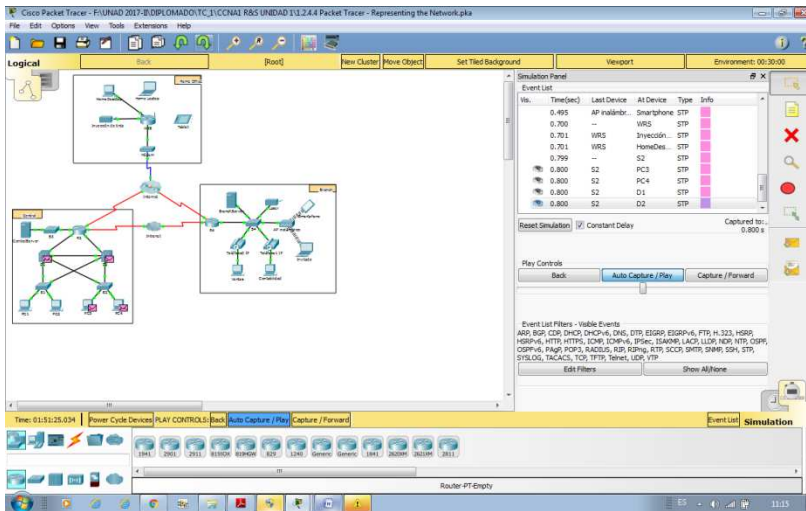 Cisco Packet Tracer - F:\UNAD 2017-II\DIPLOMADO\TC_1\CCNA1 R&S UNIDAD 1\1.2.4.4 Packet Tracer - Representing the Network.pka
File Edit Options View Tools Extensions Help
Logical Back [Root] New Cluster Move Object Set Tiled Background Viewport Environment: 00:30:00
Simulation Panel
Event List
Vis. Time(sec) Last Device At Device Type Info
0.495 AP inalámbr... Smartphone STP
0.700 -- WRS STP
0.701 WRS Inyección... STP
0.701 WRS HomeDes... STP
0.799 -- S2 STP
0.800 S2 PC3 STP
0.800 S2 PC4 STP
0.800 S2 D1 STP
0.800 S2 D2 STP
Reset Simulation Constant Delay Captured to:
0.800 s
Play Controls
Back Auto Capture / Play Capture / Forward
Event List Filters - Visible Events
ARP, BGP, CDP, DHCP, DHCPv6, DNS, DTP, EIGRP, EIGRPv6, FTP, H.323, HSRP,
HSRPv6, HTTP, HTTPS, ICMP, ICMPv6, IPSec, ISAKMP, LACP, LLDP, NDP, NTP, OSPF,
OSPFv6, PAgP, POP3, RADIUS, RIP, RIPng, RTP, SCCP, SMTP, SNMP, SSH, STP,
SYSLOG, TACACS, TCP, TFTP, Telnet, UDP, VTP
Edit Filters Show All/None
Internet
Internet
Central
Time: 01:51:25.034 Power Cycle Devices PLAY CONTROLS: Back Auto Capture / Play Capture / Forward Event List Simulation
1941 2901 2911 819IOX 819HGW 829 1240 Generic Generic 1841 2620XM 2621XM 2811
Router-PT-Empty
ES 11:15